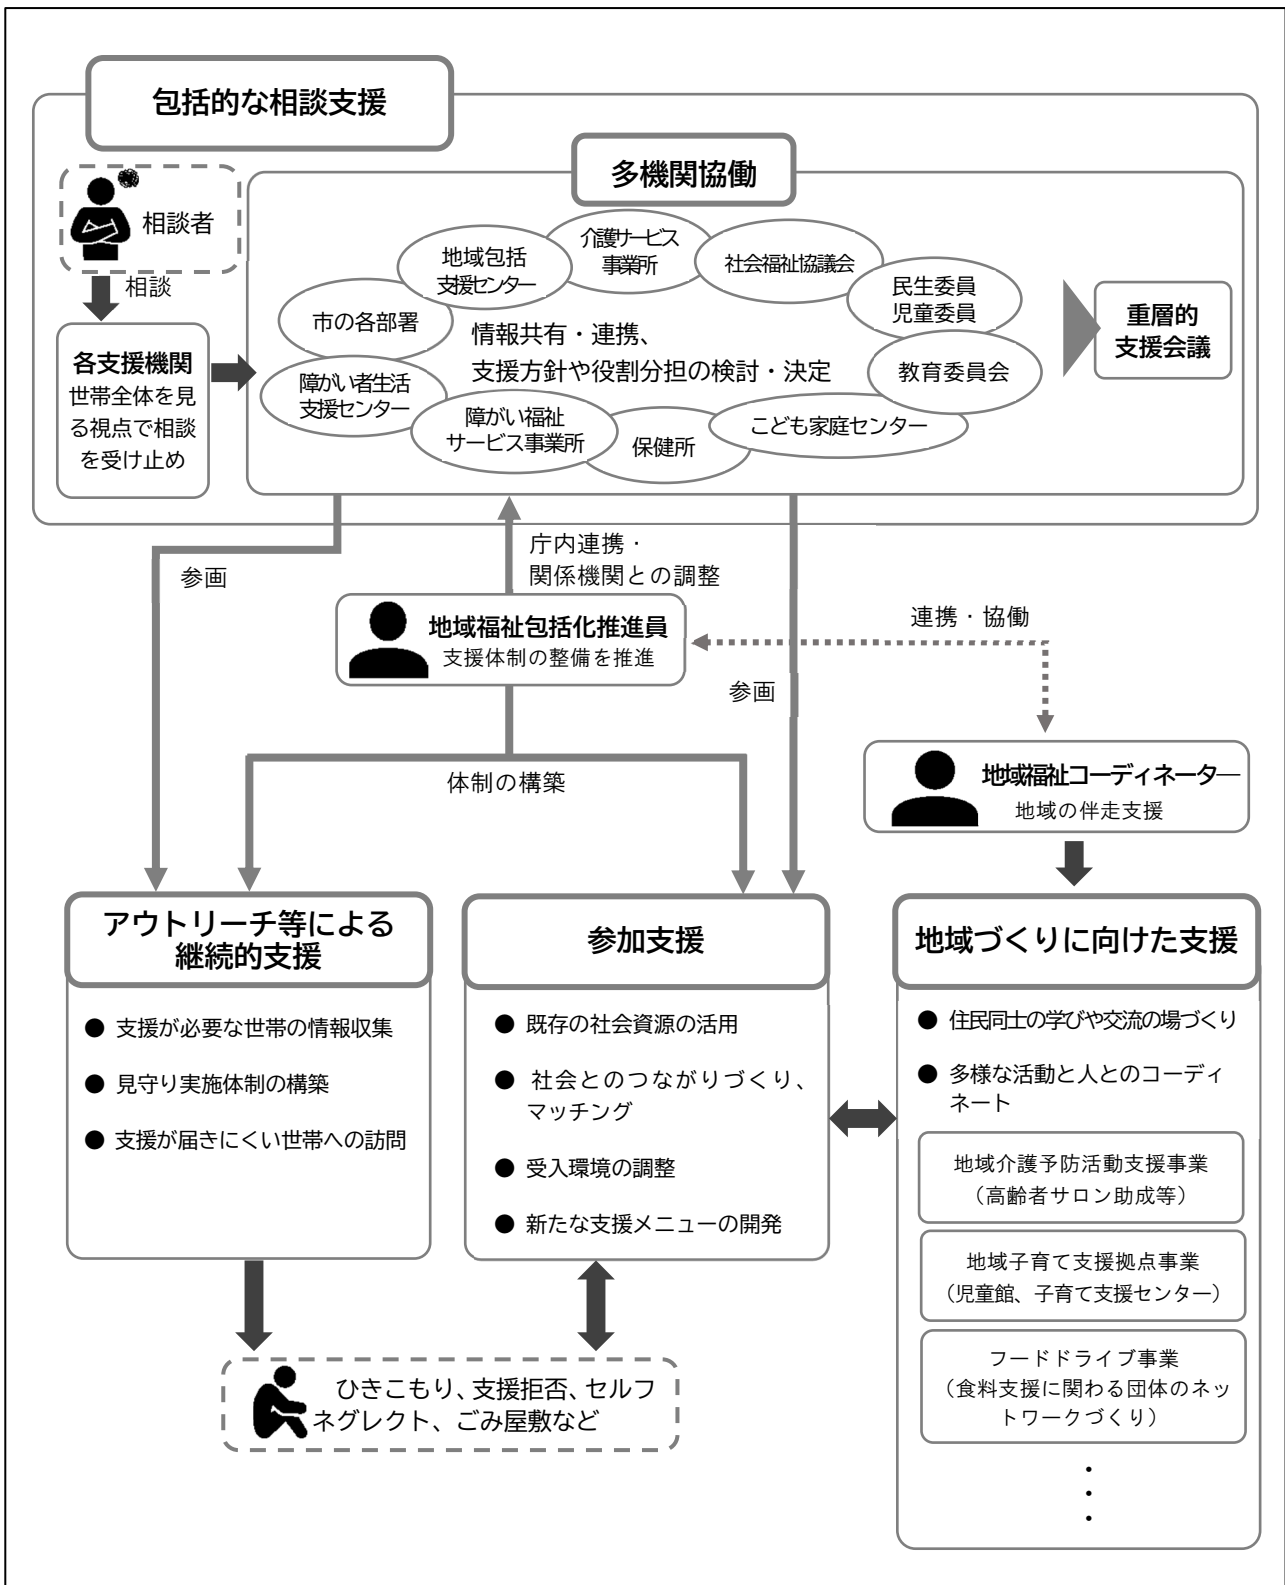 包括的な相談支援
多機関協働
相談者
相談
各支援機関
世帯全体を見
る視点で相談
を受け止め
地域包括
支援センター
介護サービス
事業所
社会福祉協議会
民生委員
児童委員
市の各部署
教育委員会
障がい者生活
支援センター
障がい福祉
サービス事業所
保健所
こども家庭センター
情報共有・連携、
支援方針や役割分担の検討・決定
重層的
支援会議
参画
庁内連携・
関係機関との調整
地域福祉包括化推進員
支援体制の整備を推進
連携・協働
参画
体制の構築
地域福祉コーディネーター
地域の伴走支援
アウトリーチ等による
継続的支援
● 支援が必要な世帯の情報収集
● 見守り実施体制の構築
● 支援が届きにくい世帯への訪問
参加支援
● 既存の社会資源の活用
● 社会とのつながりづくり、
マッチング
● 受入環境の調整
● 新たな支援メニューの開発
地域づくりに向けた支援
● 住民同士の学びや交流の場づくり
● 多様な活動と人とのコーディ
ネート
地域介護予防活動支援事業
（高齢者サロン助成等）
地域子育て支援拠点事業
（児童館、子育て支援センター）
フードドライブ事業
（食料支援に関わる団体のネッ
トワークづくり）
・
・
・
ひきこもり、支援拒否、セルフ
ネグレクト、ごみ屋敷など